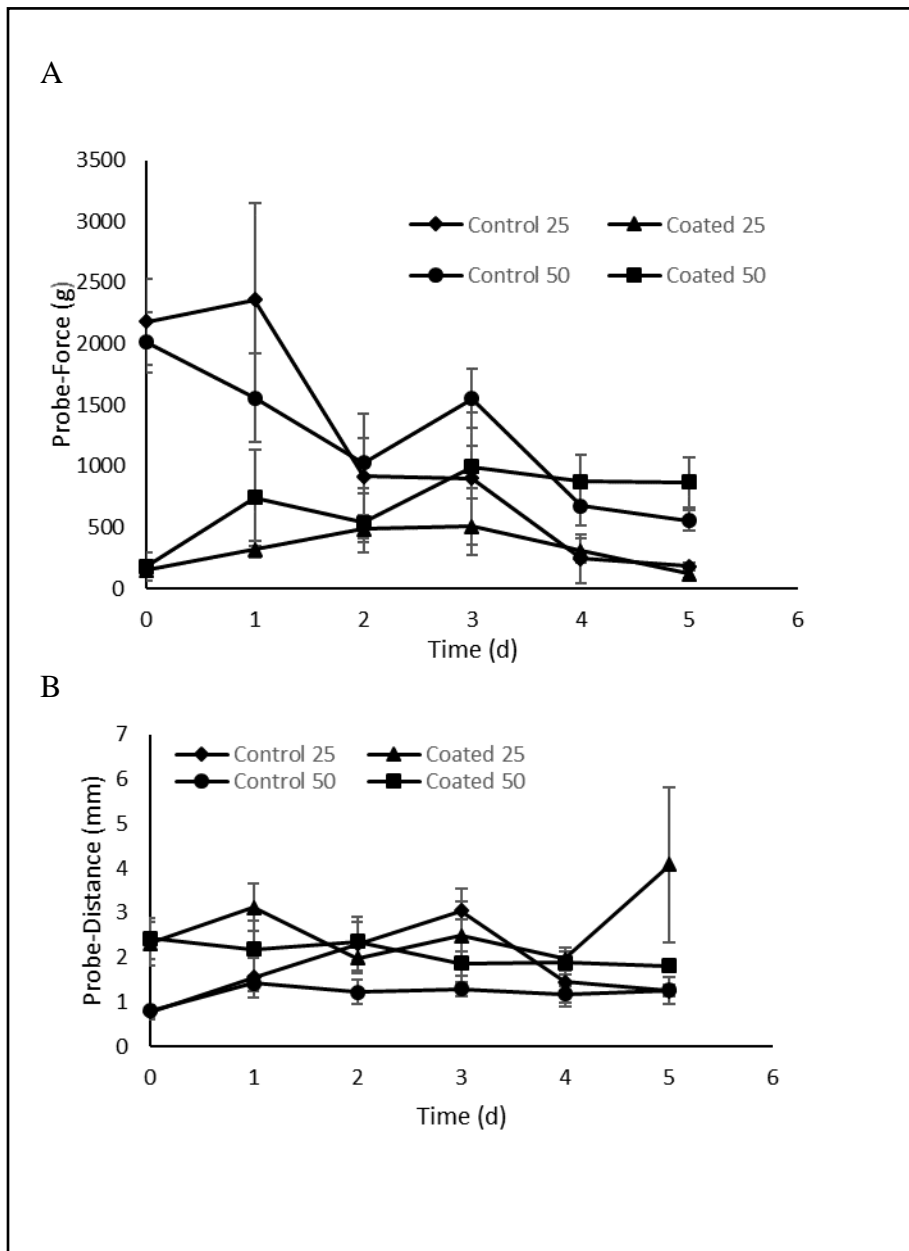 A
3500
3000
2500
2000
1500
1000
500
0
Probe-Force (g)
Control 25 Coated 25
Control 50 Coated 50
0 1 2 3 4 5 6
Time (d)
B
7
6
5
4
3
2
1
0
Probe-Distance (mm)
Control 25 Coated 25
Control 50 Coated 50
0 1 2 3 4 5 6
Time (d)